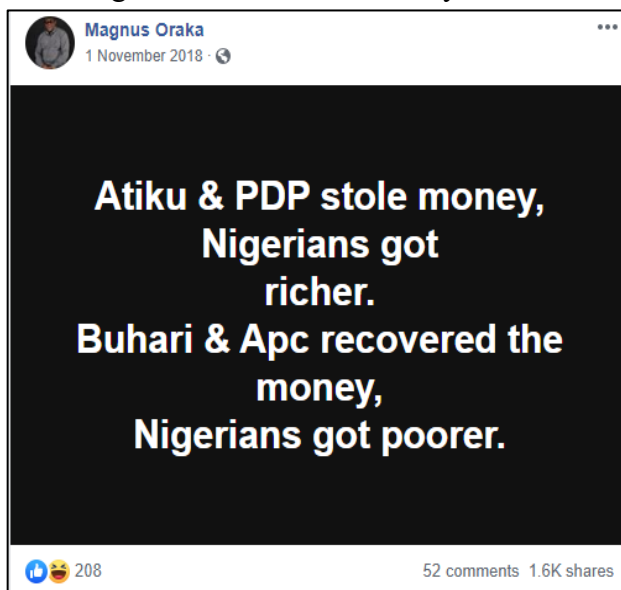 Magnus Oraka
...
1 November 2018 ·
Atiku & PDP stole money,
Nigerians got
richer.
Buhari & Apc recovered the
money,
Nigerians got poorer.
208
52 comments 1.6K shares